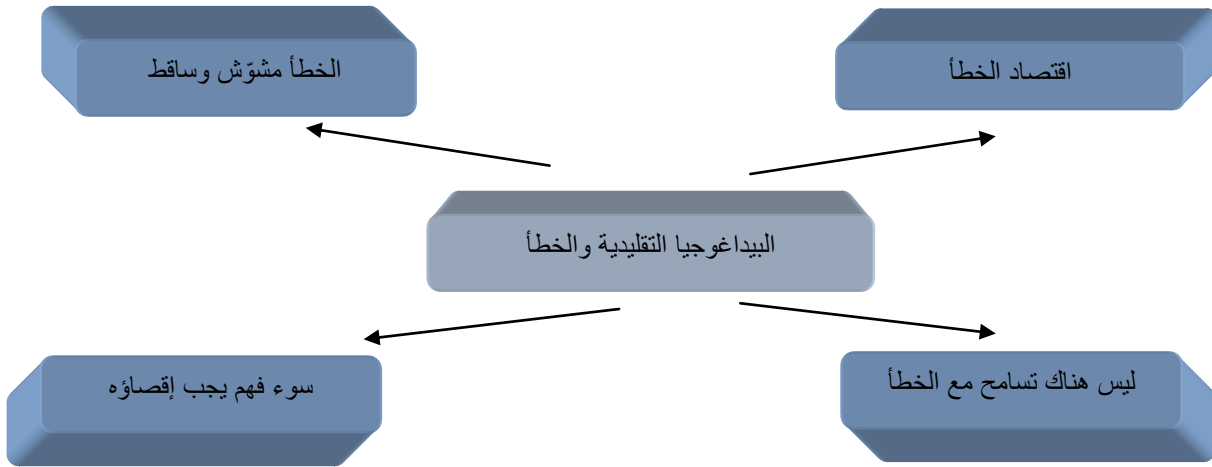 اقتصاد الخطأ
الخطأ مشوّش وساقط
البيداغوجيا التقليدية والخطأ
ليس هناك تسامح مع الخطأ
سوء فهم يجب إقصاؤه